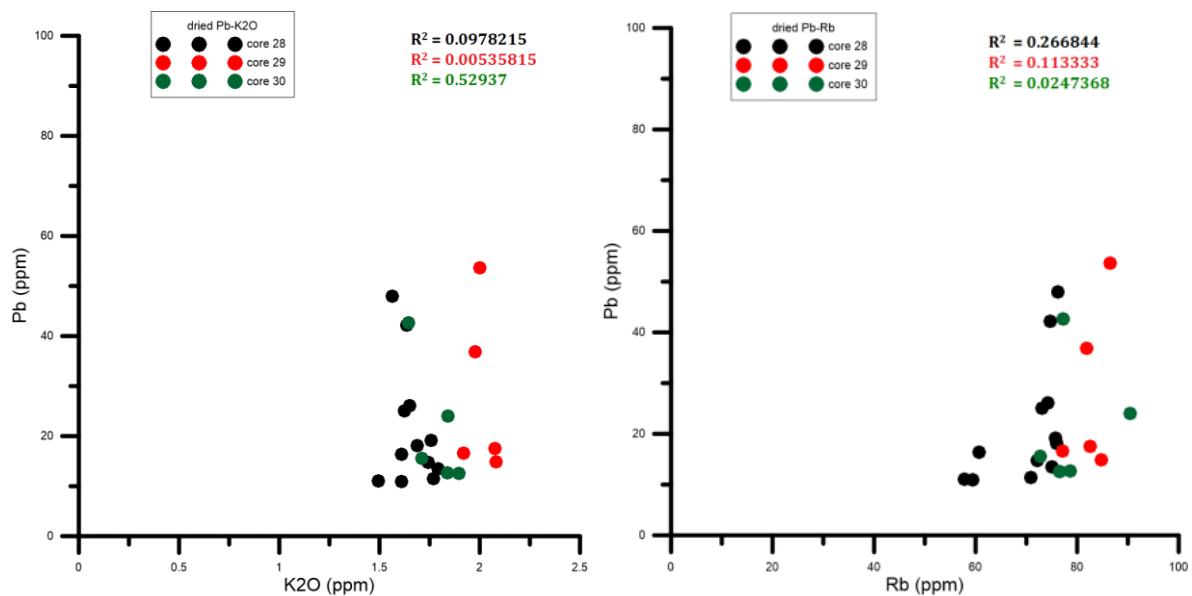 dried Pb-K2O
core 28
core 29
core 30
R² = 0.0978215
R² = 0.00535815
R² = 0.52937
100
80
60
40
20
0
Pb (ppm)
0
0.5
1
1.5
2
2.5
K2O (ppm)
dried Pb-Rb
core 28
core 29
core 30
R² = 0.266844
R² = 0.113333
R² = 0.0247368
100
80
60
40
20
0
Pb (ppm)
0
20
40
60
80
100
Rb (ppm)